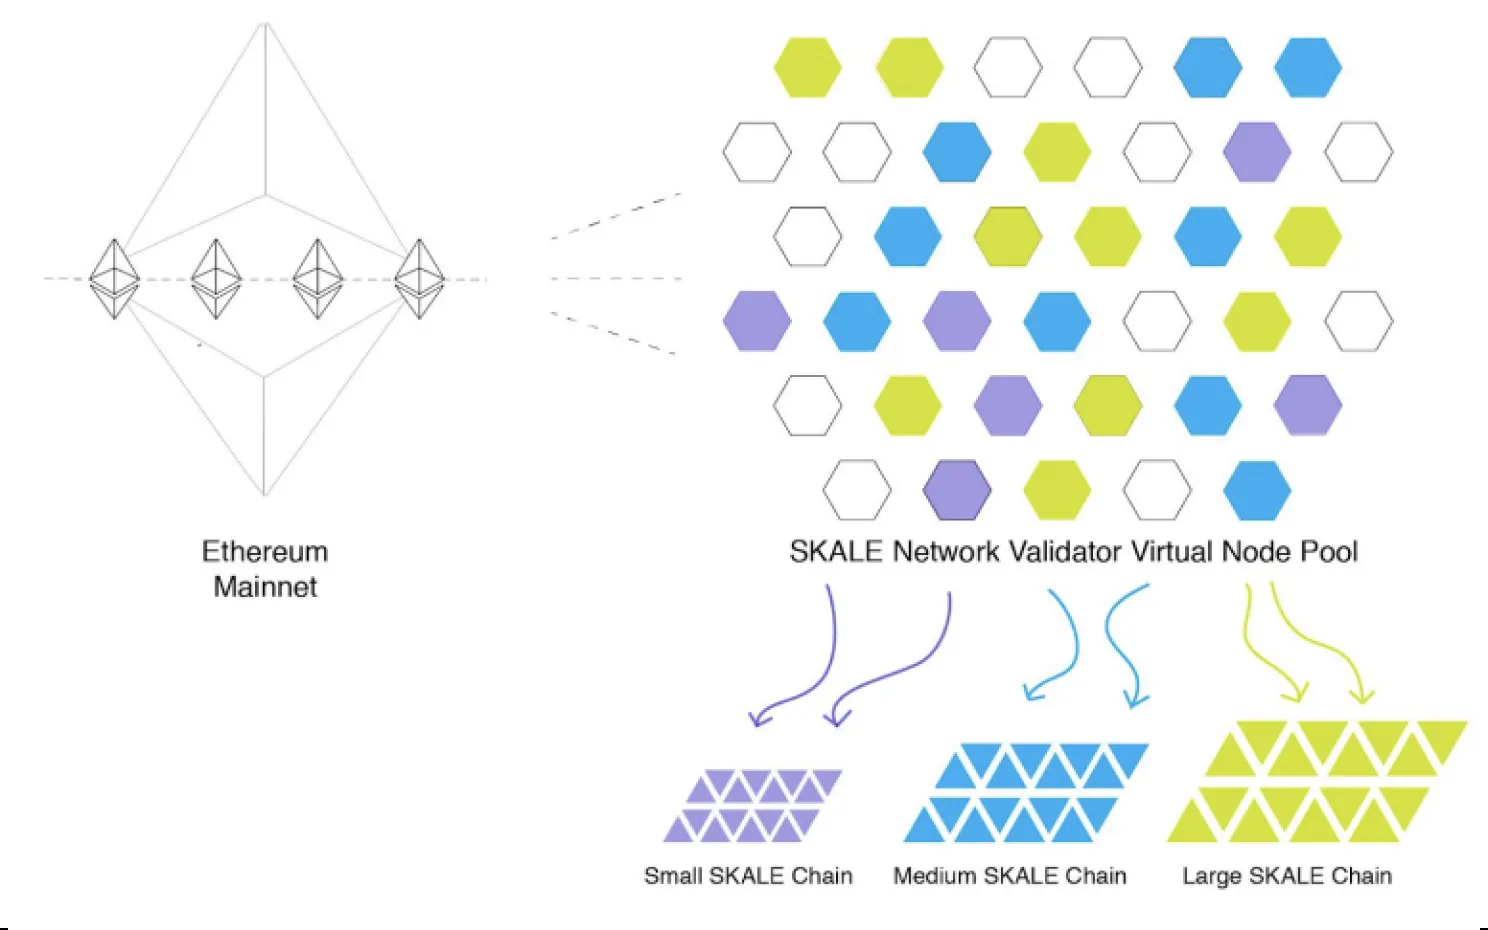 Ethereum
Mainnet
SKALE Network Validator Virtual Node Pool
Small SKALE Chain
Medium SKALE Chain
Large SKALE Chain